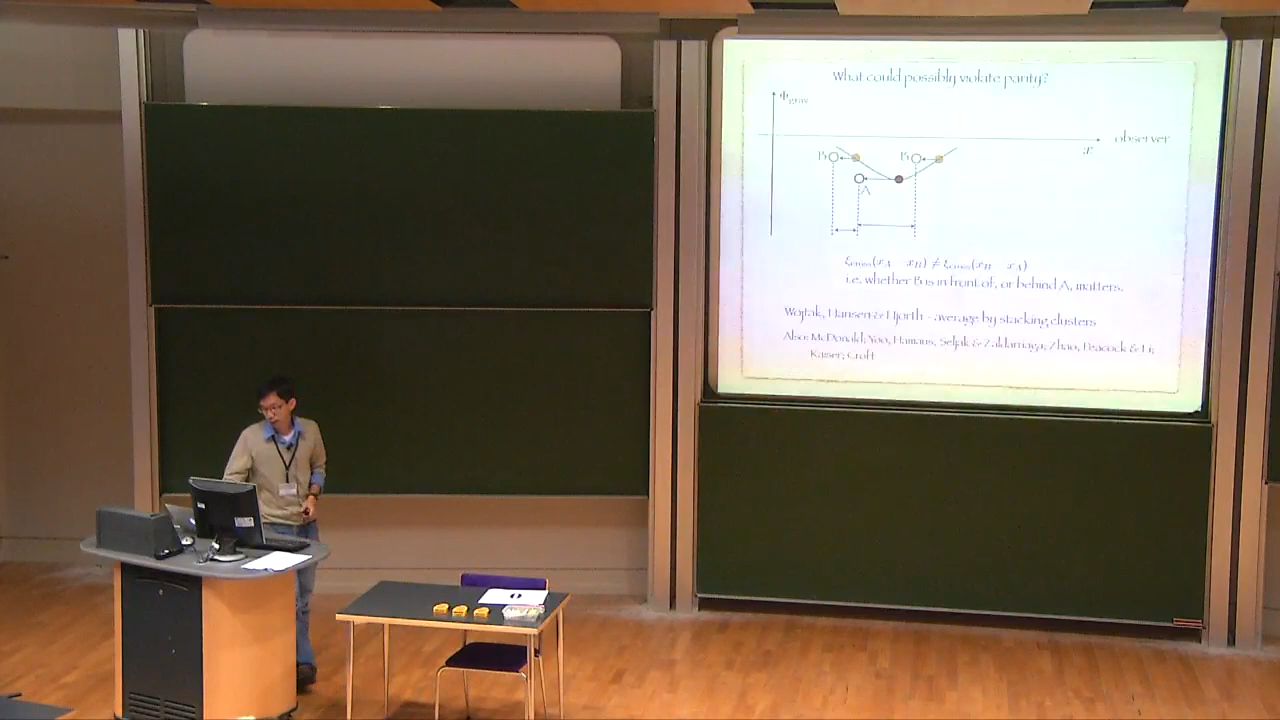 What could possibly violate parity?
Φgrav
observer
x
B
B
A
ξcross(xA - xB) ≠ ξcross(xB - xA)
i.e. whether B is in front of, or behind A, matters.
Wojtak, Hansen & Hjorth - average by stacking clusters
Also: McDonald; Yoo, Hamaus, Seljak & Zaldarriaga; Zhao, Peacock & Li;
Kaiser; Croft